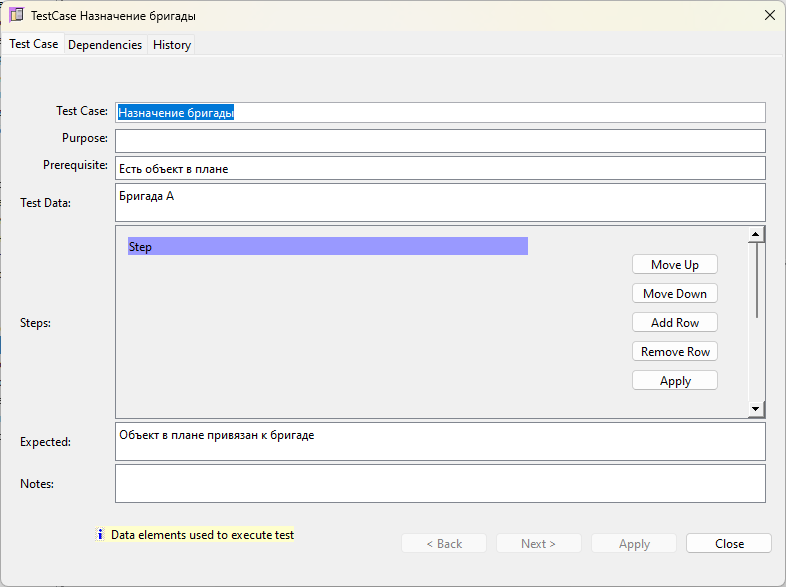 TestCase Назначение бригады
Test Case Dependencies History
Test Case: Назначение бригады
Purpose:
Prerequisite: Есть объект в плане
Test Data: Бригада А
Step
Move Up
Move Down
Steps: Add Row
Remove Row
Apply
Expected: Объект в плане привязан к бригаде
Notes:
i Data elements used to execute test
< Back Next > Apply Close